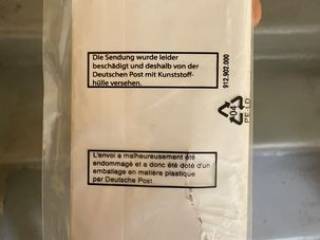 Die Sendung wurde leider
beschädigt und deshalb von der
Deutschen Post mit Kunststoff-
hülle versehen.
912.902.000
04
PE-LD
L'envoi a malheureusement été
endommagé et a donc été doté d'un
emballage en matière plastique
par Deutsche Post.